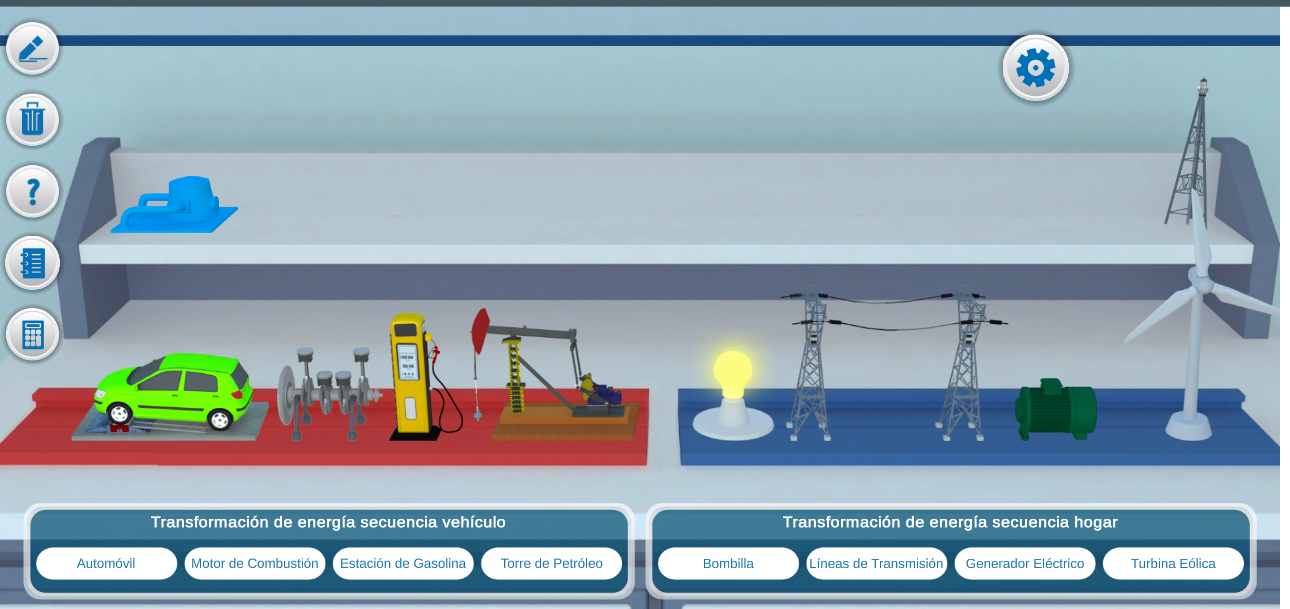 Transformación de energía secuencia vehículo
Automóvil
Motor de Combustión
Estación de Gasolina
Torre de Petróleo
Transformación de energía secuencia hogar
Bombilla
Líneas de Transmisión
Generador Eléctrico
Turbina Eólica